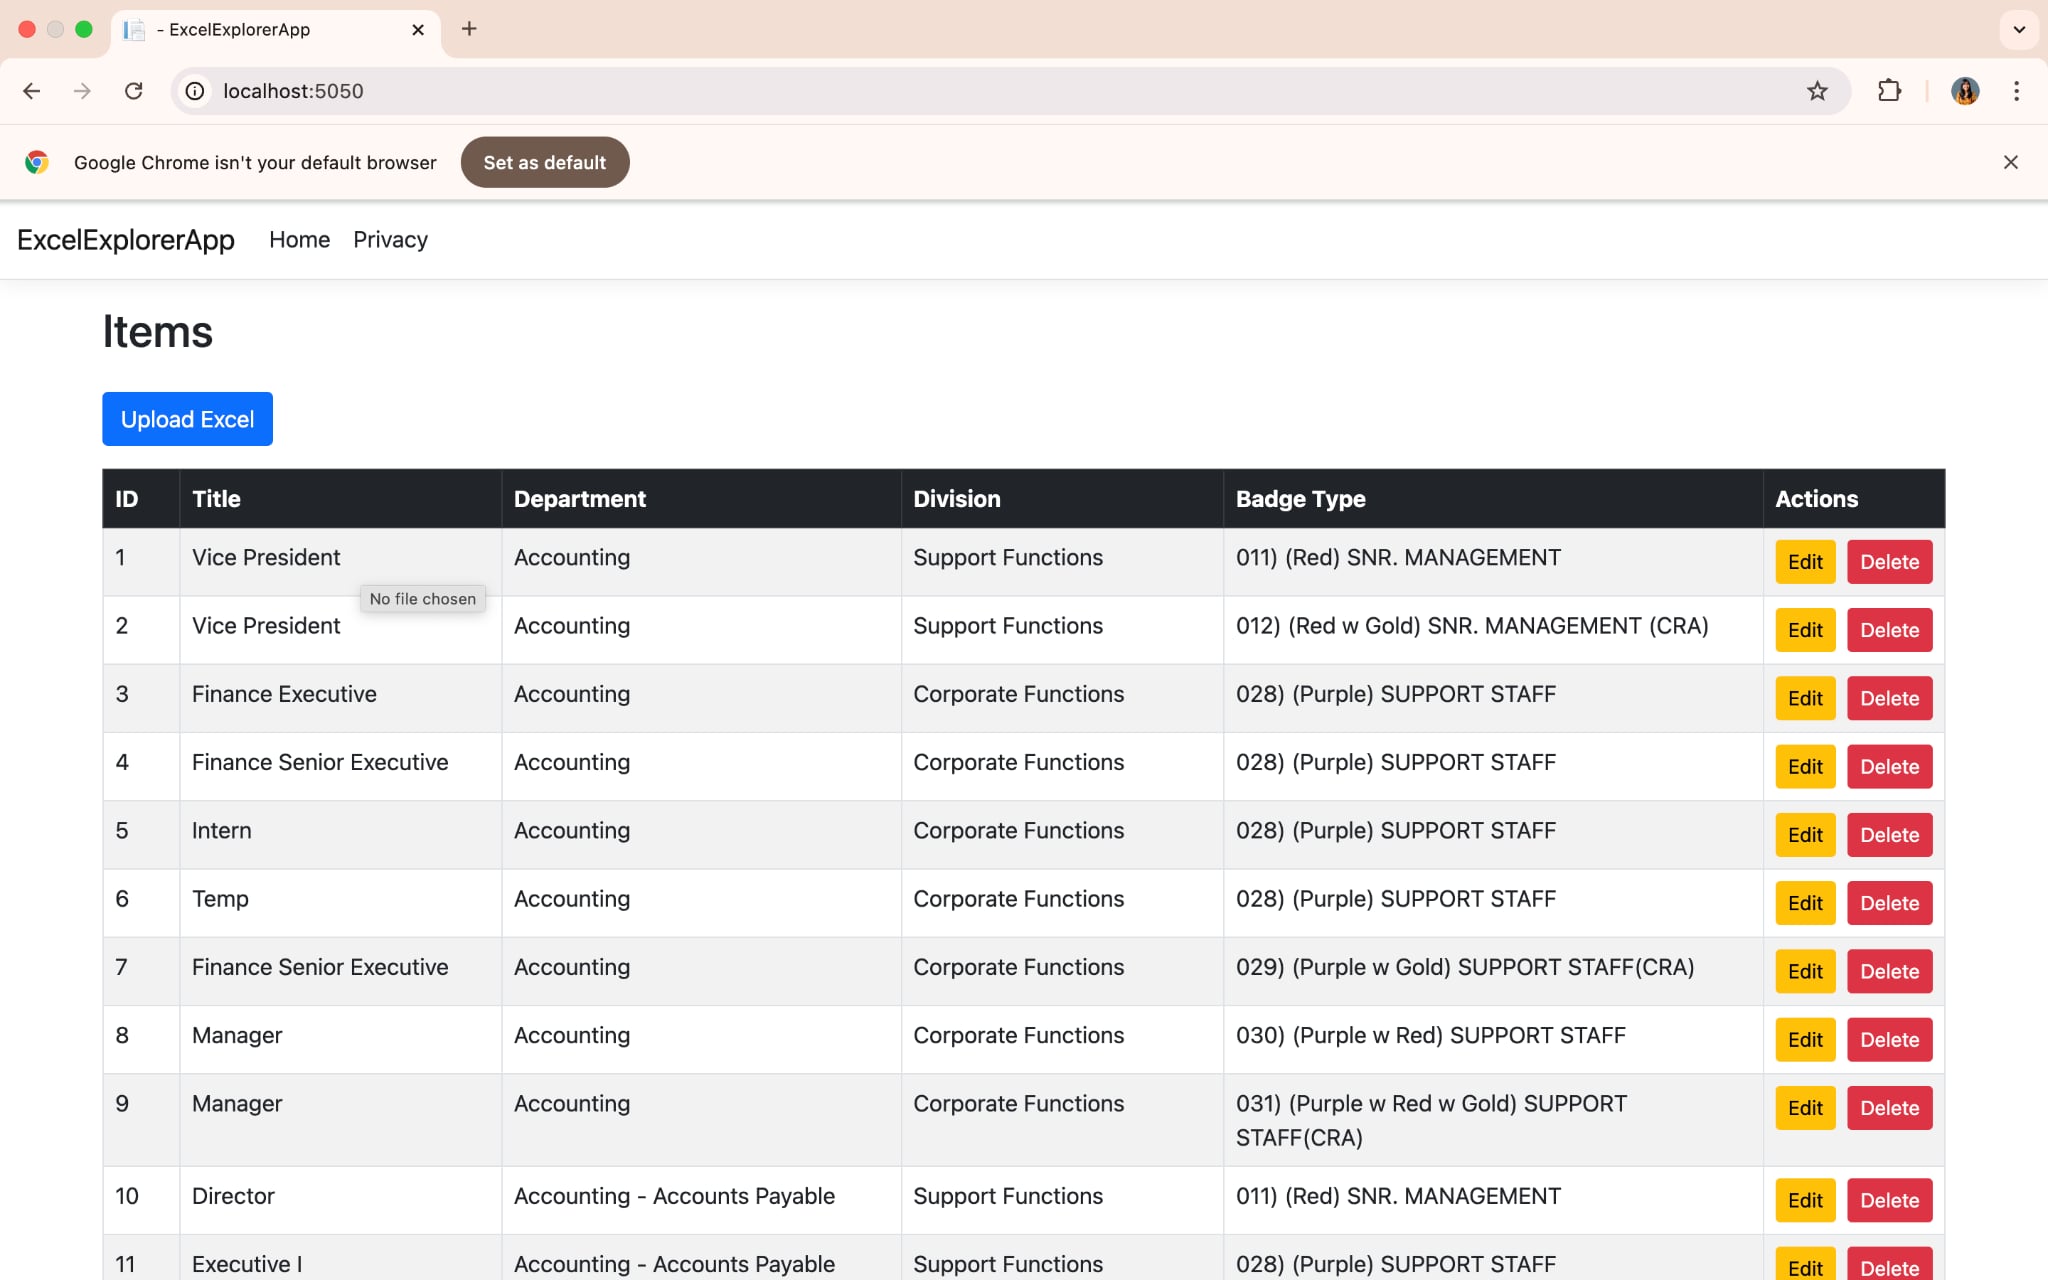 - ExcelExplorerApp
localhost:5050
Google Chrome isn't your default browser Set as default
ExcelExplorerApp Home Privacy
Items
Upload Excel
ID Title Department Division Badge Type Actions
1 Vice President Accounting Support Functions 011) (Red) SNR. MANAGEMENT Edit Delete
No file chosen
2 Vice President Accounting Support Functions 012) (Red w Gold) SNR. MANAGEMENT (CRA) Edit Delete
3 Finance Executive Accounting Corporate Functions 028) (Purple) SUPPORT STAFF Edit Delete
4 Finance Senior Executive Accounting Corporate Functions 028) (Purple) SUPPORT STAFF Edit Delete
5 Intern Accounting Corporate Functions 028) (Purple) SUPPORT STAFF Edit Delete
6 Temp Accounting Corporate Functions 028) (Purple) SUPPORT STAFF Edit Delete
7 Finance Senior Executive Accounting Corporate Functions 029) (Purple w Gold) SUPPORT STAFF(CRA) Edit Delete
8 Manager Accounting Corporate Functions 030) (Purple w Red) SUPPORT STAFF Edit Delete
9 Manager Accounting Corporate Functions 031) (Purple w Red w Gold) SUPPORT Edit Delete
STAFF(CRA)
10 Director Accounting - Accounts Payable Support Functions 011) (Red) SNR. MANAGEMENT Edit Delete
11 Executive I Accounting - Accounts Payable Support Functions 028) (Purple) SUPPORT STAFF Edit Delete